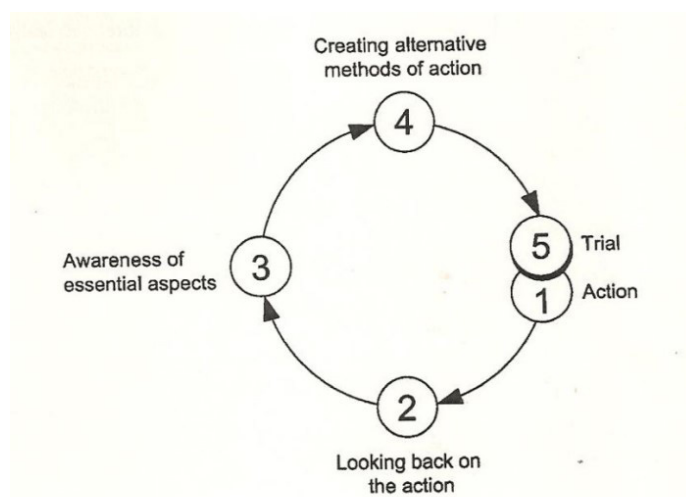 Creating alternative
methods of action
4
5
Trial
Awareness of
essential aspects
3
1
Action
2
Looking back on
the action